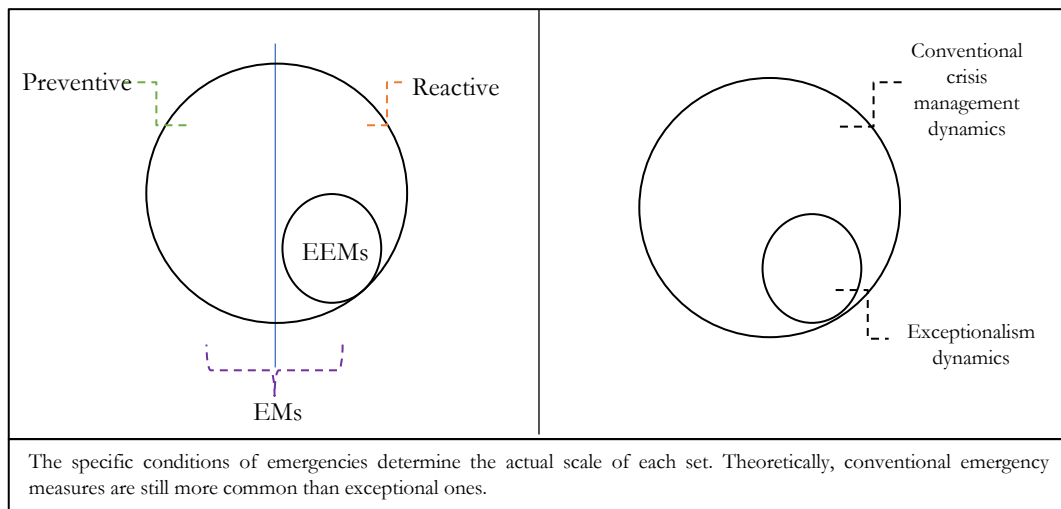 Preventive
Reactive
EEMs
EMs
Conventional
crisis
management
dynamics
Exceptionalism
dynamics
The specific conditions of emergencies determine the actual scale of each set. Theoretically, conventional emergency
measures are still more common than exceptional ones.